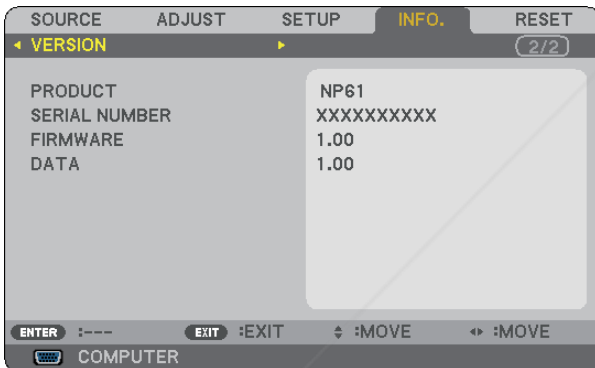 SOURCE ADJUST SETUP INFO. RESET
VERSION 2/2
PRODUCT NP61
SERIAL NUMBER XXXXXXXXXX
FIRMWARE 1.00
DATA 1.00
ENTER :--- EXIT :EXIT :MOVE :MOVE
COMPUTER